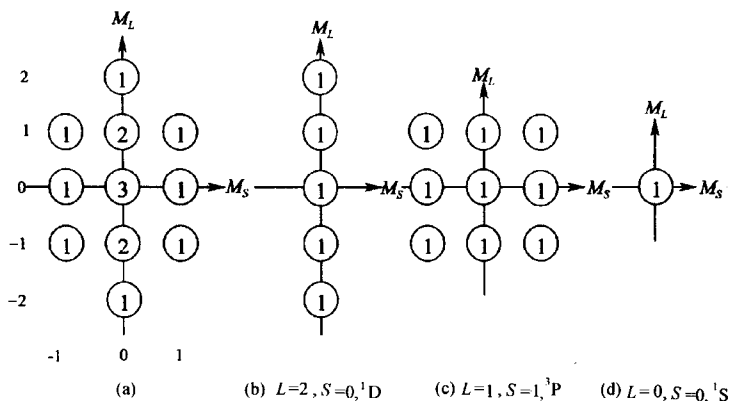 M_L
M_L
2 1 1
M_L
M_L
1 1 2 1 1 1 1 1
0 1 3 1 M_S 1 M_S 1 1 1 M_S 1 M_S
-1 1 2 1 1 1 1 1
-2 1 1
-1 0 1
(a) (b) L=2, S=0, ¹D (c) L=1, S=1, ³P (d) L=0, S=0, ¹S